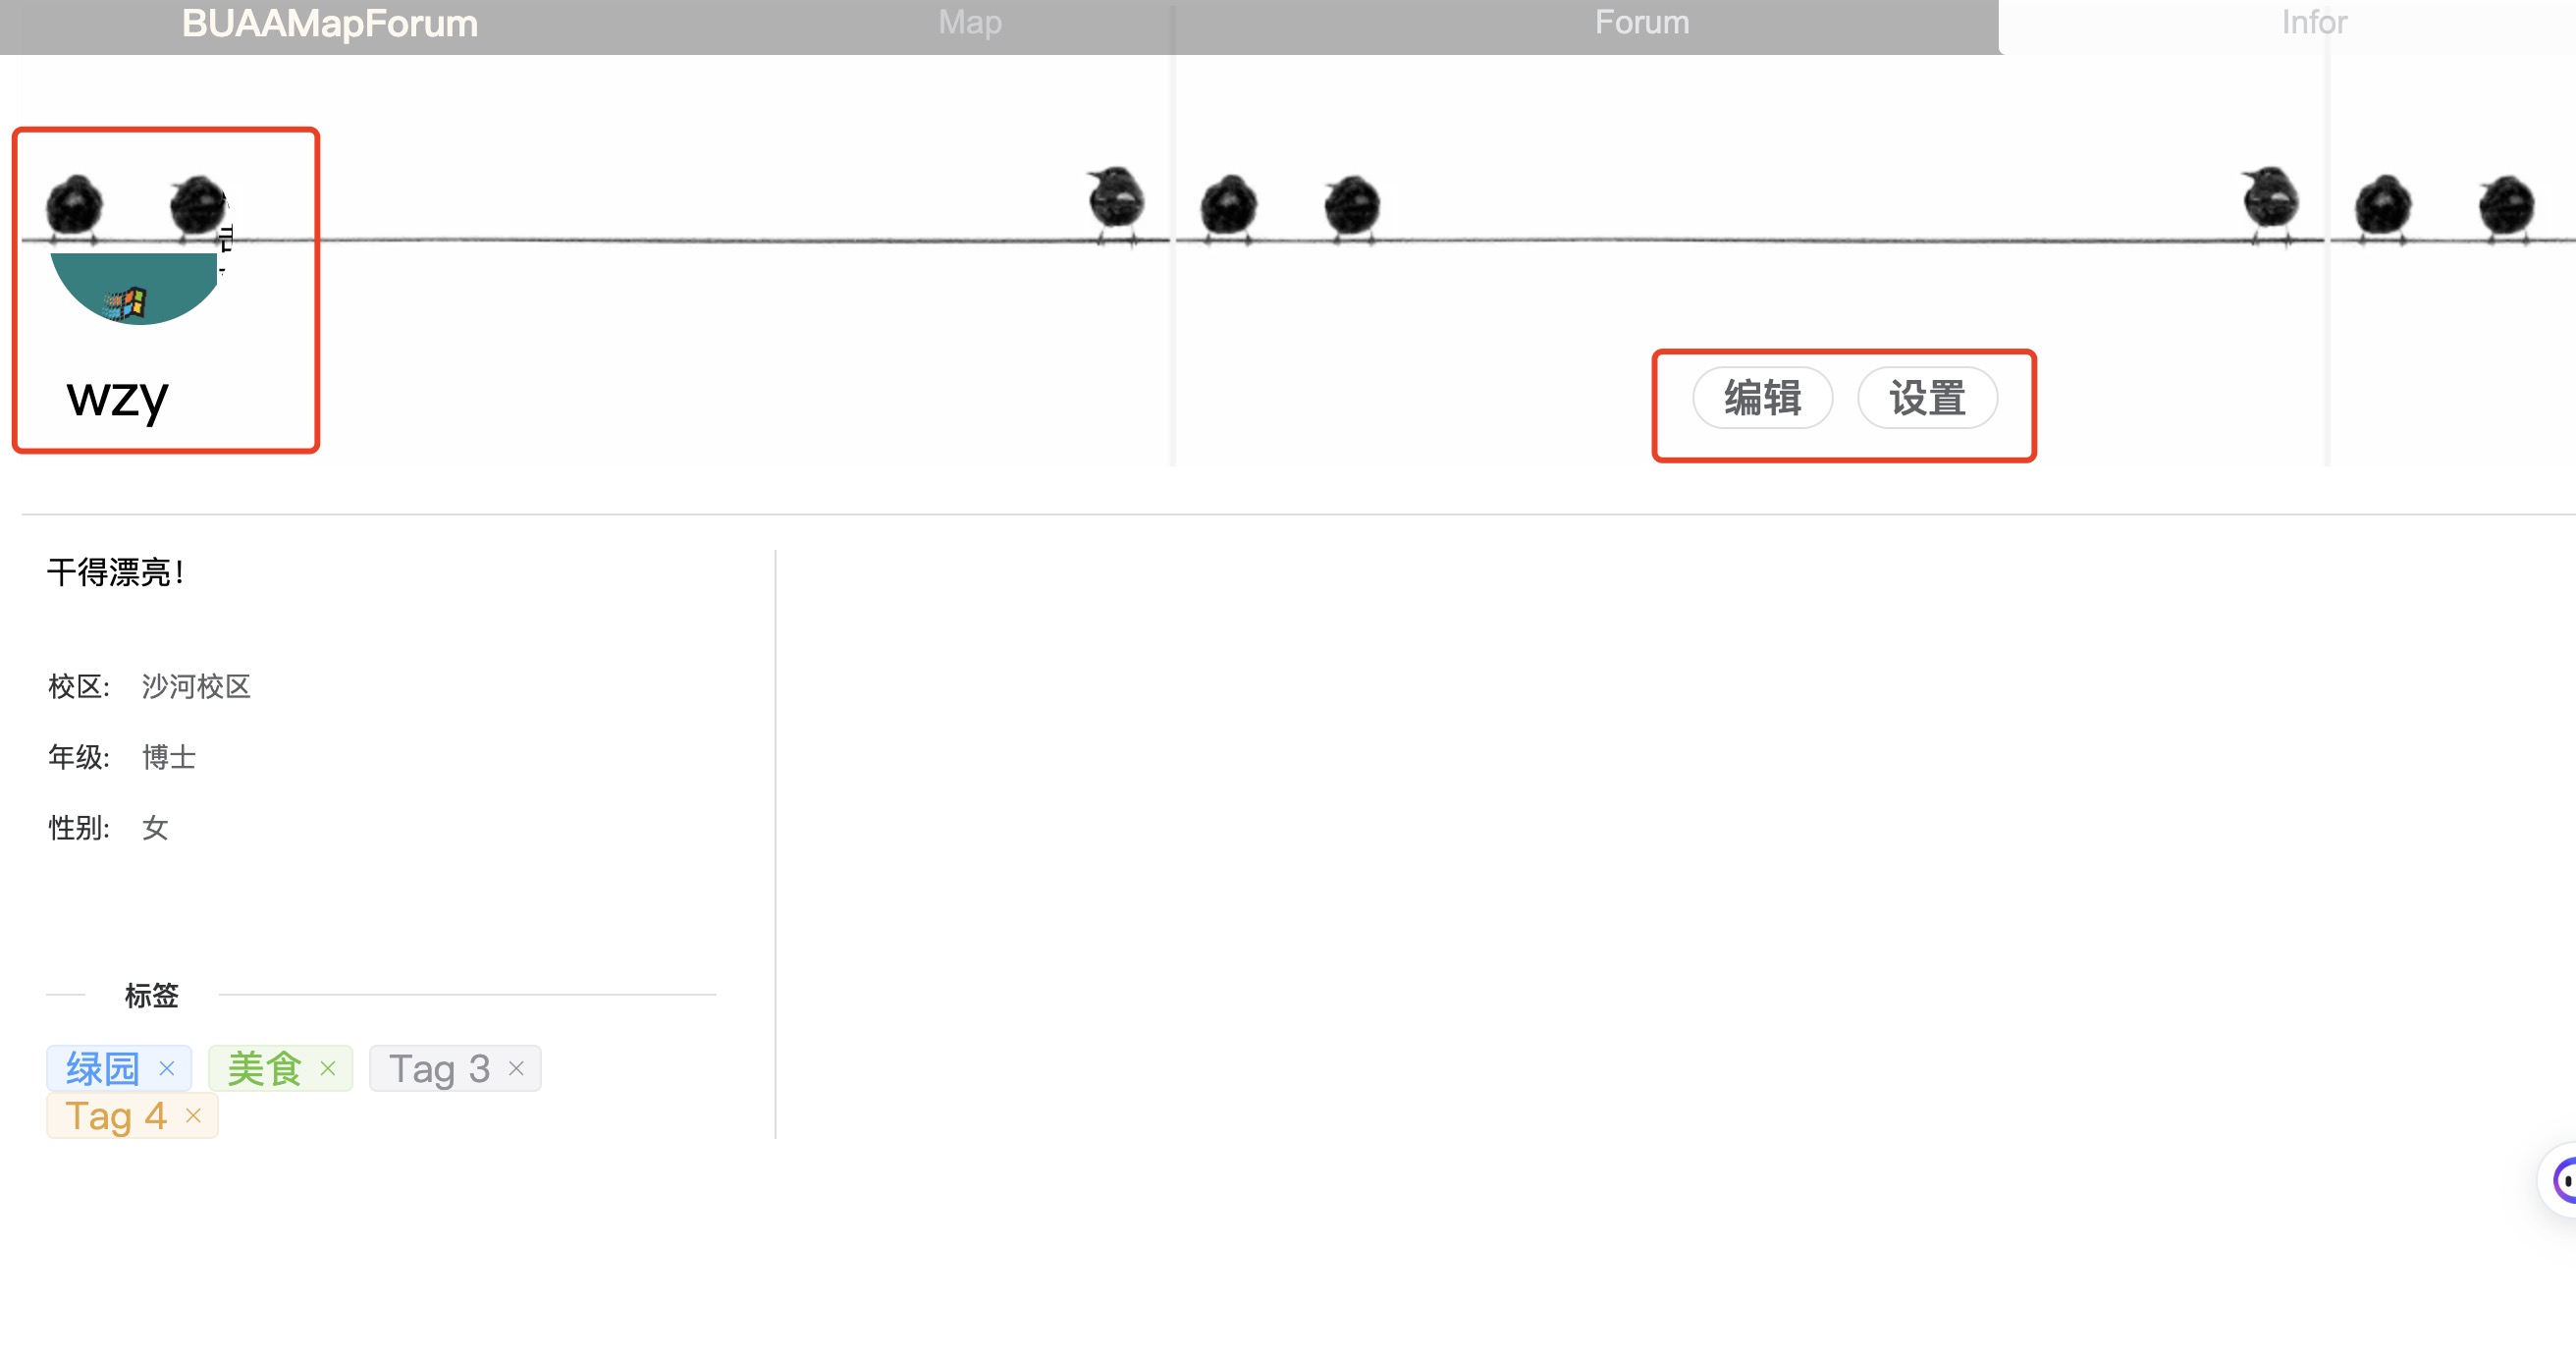 BUAAMapForum
Map
Forum
Infor
wzy
编辑
设置
干得漂亮！
校区: 沙河校区
年级: 博士
性别: 女
标签
绿园 × 美食 × Tag 3 ×
Tag 4 ×